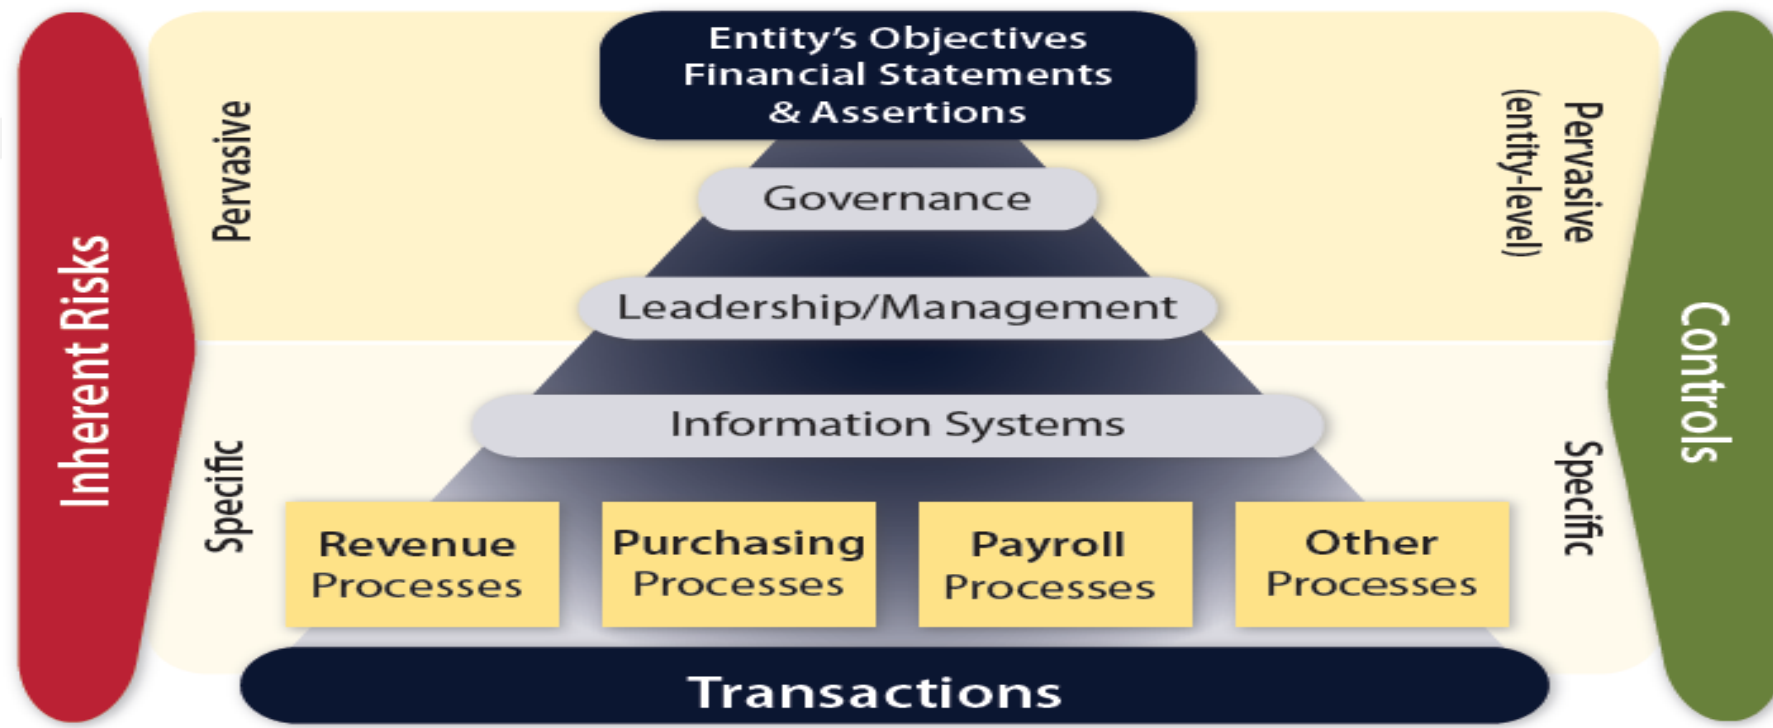 Entity’s Objectives
Financial Statements
& Assertions
Pervasive
Pervasive
(entity-level)
Governance
Leadership/Management
Inherent Risks
Controls
Information Systems
Specific
Specific
Revenue
Processes
Purchasing
Processes
Payroll
Processes
Other
Processes
Transactions